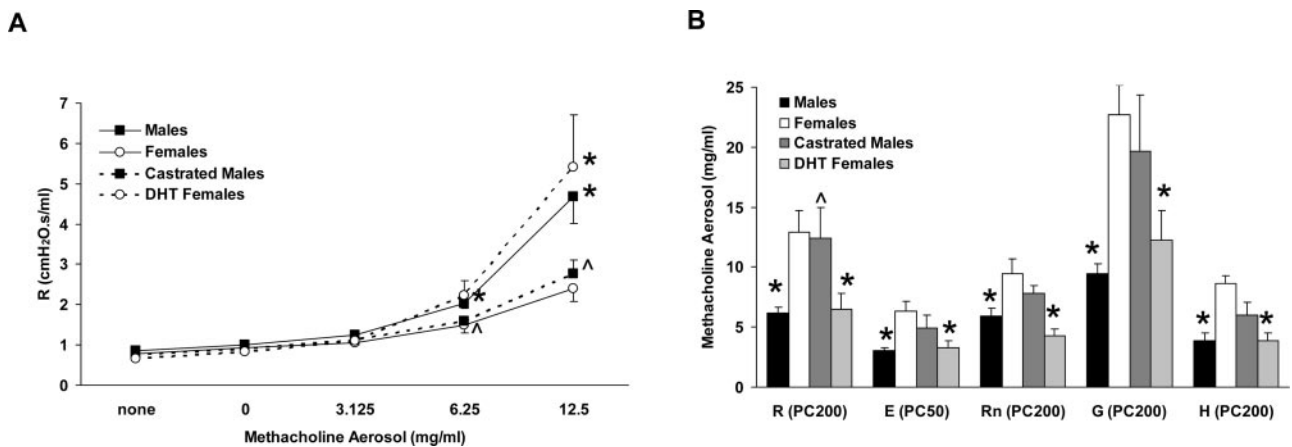 A
R (cmH₂O.s/ml)
7
6
5
4
3
2
1
0
Males
Females
Castrated Males
DHT Females
*
*
^
*
^
none 0 3.125 6.25 12.5
Methacholine Aerosol (mg/ml)
B
Methacholine Aerosol (mg/ml)
25
20
15
10
5
0
Males
Females
Castrated Males
DHT Females
* ^ *
* *
* *
* *
* *
R (PC200) E (PC50) Rn (PC200) G (PC200) H (PC200)